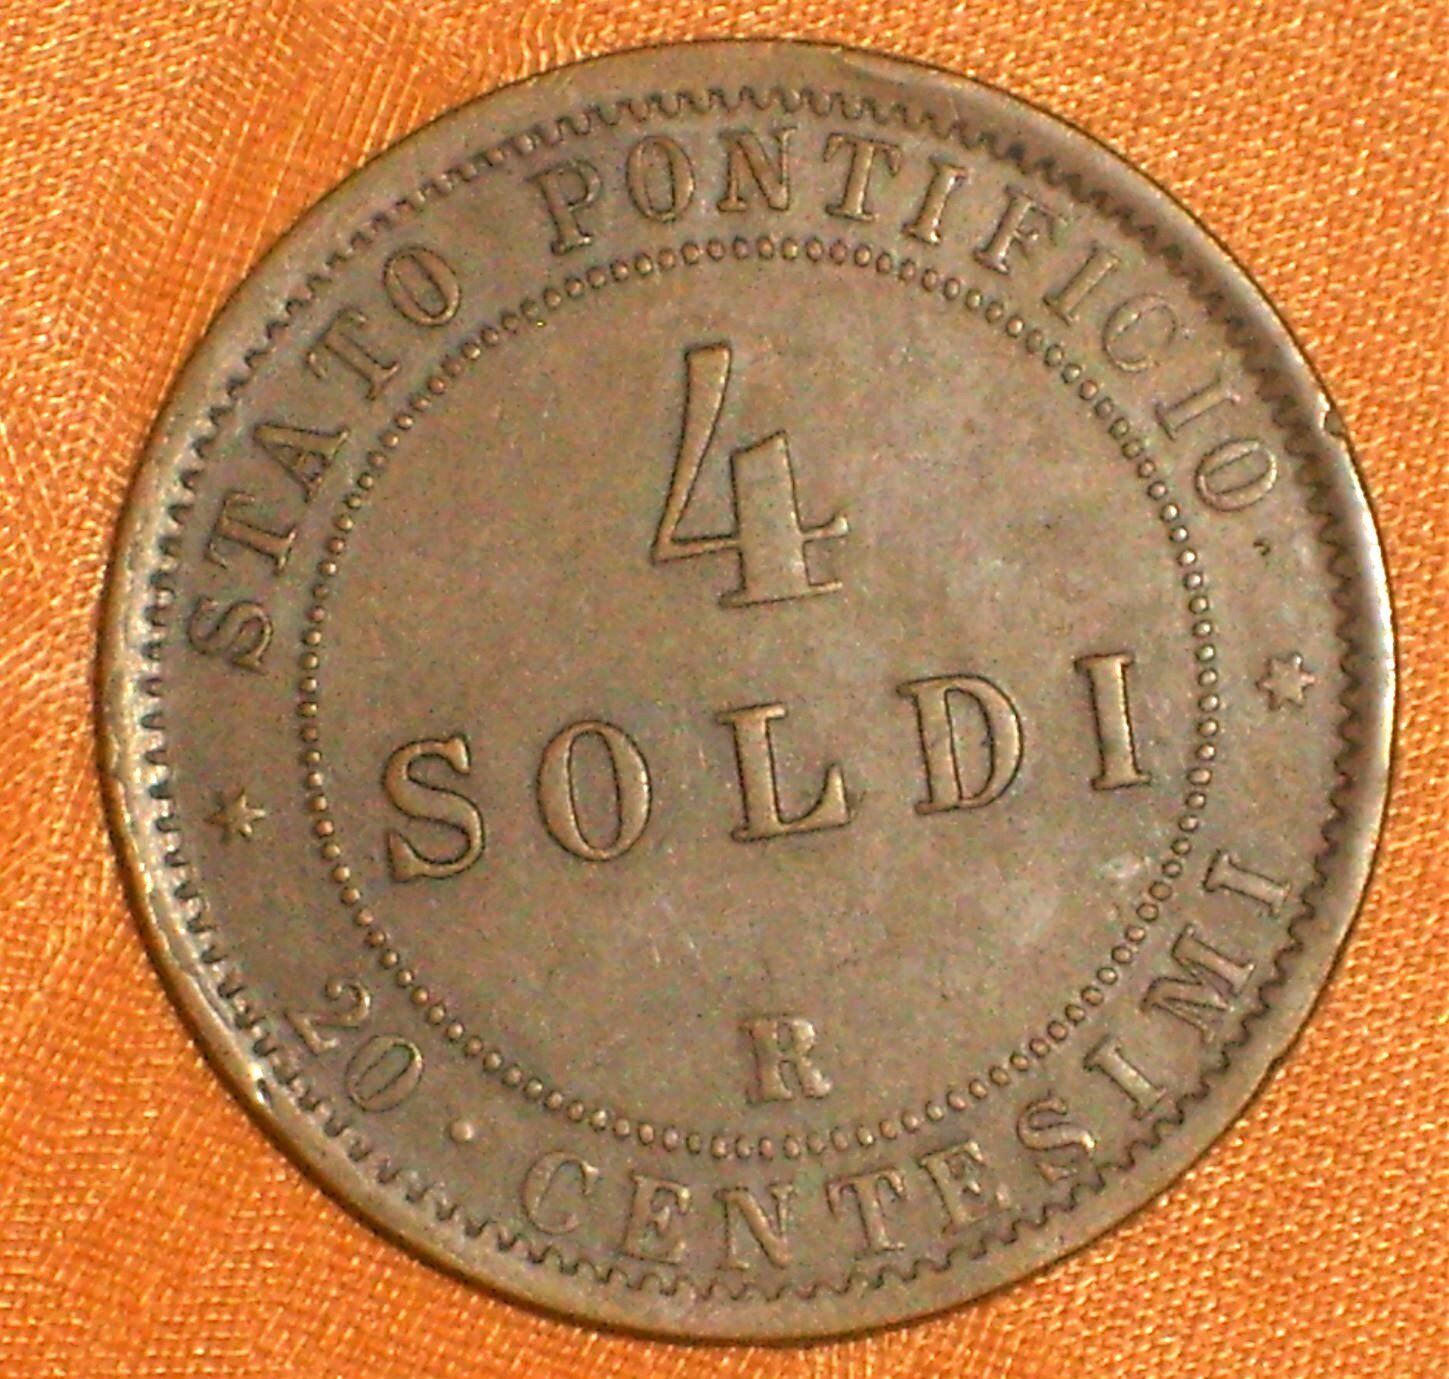 STATO PONTIFICIO.
4
SOLDI
R
20 · CENTESIMI